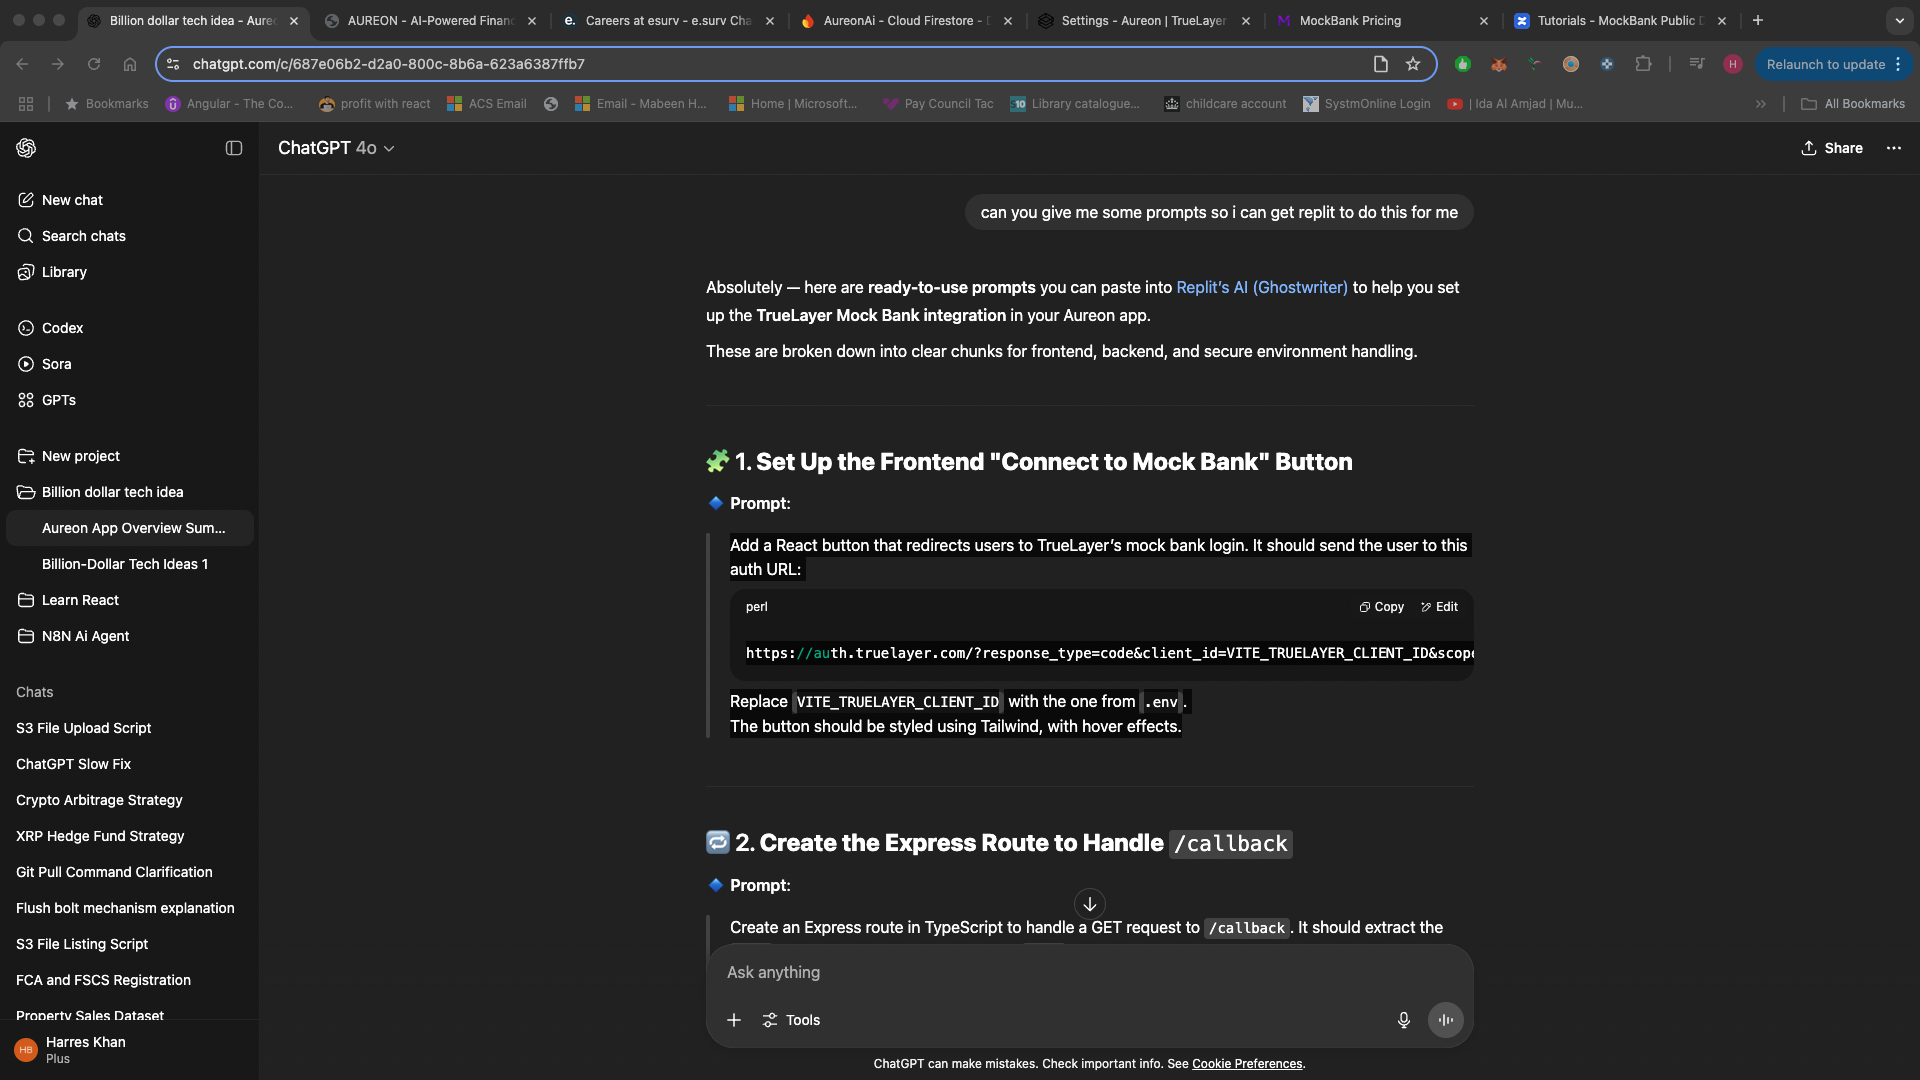 Billion dollar tech idea - Aure
AUREON - AI-Powered Finan
Careers at esurv - e.surv Cha
AureonAi - Cloud Firestore -
Settings - Aureon | TrueLayer
MockBank Pricing
Tutorials - MockBank Public D
chatgpt.com/c/687e06b2-d2a0-800c-8b6a-623a6387ffb7
H
Relaunch to update
Bookmarks
Angular - The Co...
profit with react
ACS Email
Email - Mabeen H...
Home | Microsoft...
Pay Council Tac
Library catalogue...
childcare account
SystmOnline Login
| Ida Al Amjad | Mu...
All Bookmarks
ChatGPT 4o
Share
New chat
Search chats
Library
Codex
Sora
GPTs
New project
Billion dollar tech idea
Aureon App Overview Sum...
Billion-Dollar Tech Ideas 1
Learn React
N8N Ai Agent
Chats
S3 File Upload Script
ChatGPT Slow Fix
Crypto Arbitrage Strategy
XRP Hedge Fund Strategy
Git Pull Command Clarification
Flush bolt mechanism explanation
S3 File Listing Script
FCA and FSCS Registration
Property Sales Dataset
HB
Harres Khan
Plus
can you give me some prompts so i can get replit to do this for me
Absolutely — here are ready-to-use prompts you can paste into Replit's AI (Ghostwriter) to help you set
up the TrueLayer Mock Bank integration in your Aureon app.
These are broken down into clear chunks for frontend, backend, and secure environment handling.
1. Set Up the Frontend "Connect to Mock Bank" Button
Prompt:
Add a React button that redirects users to TrueLayer's mock bank login. It should send the user to this
auth URL:
perl
Copy
Edit
https://auth.truelayer.com/?response_type=code&client_id=VITE_TRUELAYER_CLIENT_ID&scope
Replace VITE_TRUELAYER_CLIENT_ID with the one from .env.
The button should be styled using Tailwind, with hover effects.
2. Create the Express Route to Handle /callback
Prompt:
Create an Express route in TypeScript to handle a GET request to /callback. It should extract the
Ask anything
Tools
ChatGPT can make mistakes. Check important info. See Cookie Preferences.